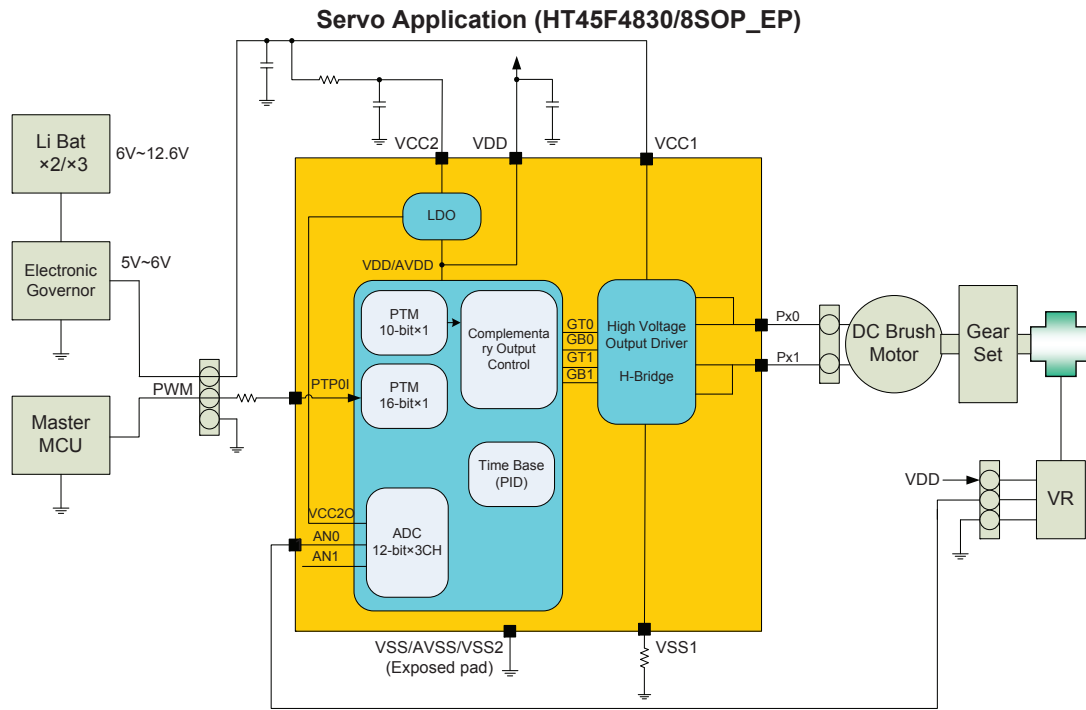 Servo Application (HT45F4830/8SOP_EP)
Li Bat
×2/×3
6V~12.6V
VCC2
VDD
VCC1
LDO
Electronic
Governor
5V~6V
VDD/AVDD
PTM
10-bit×1
Complementa
ry Output
Control
GT0
GB0
GT1
GB1
High Voltage
Output Driver
H-Bridge
Px0
Px1
DC Brush
Motor
Gear
Set
Master
MCU
PWM
PTP0I
PTM
16-bit×1
Time Base
(PID)
VCC2O
AN0
AN1
ADC
12-bit×3CH
VDD
VR
VSS/AVSS/VSS2
(Exposed pad)
VSS1